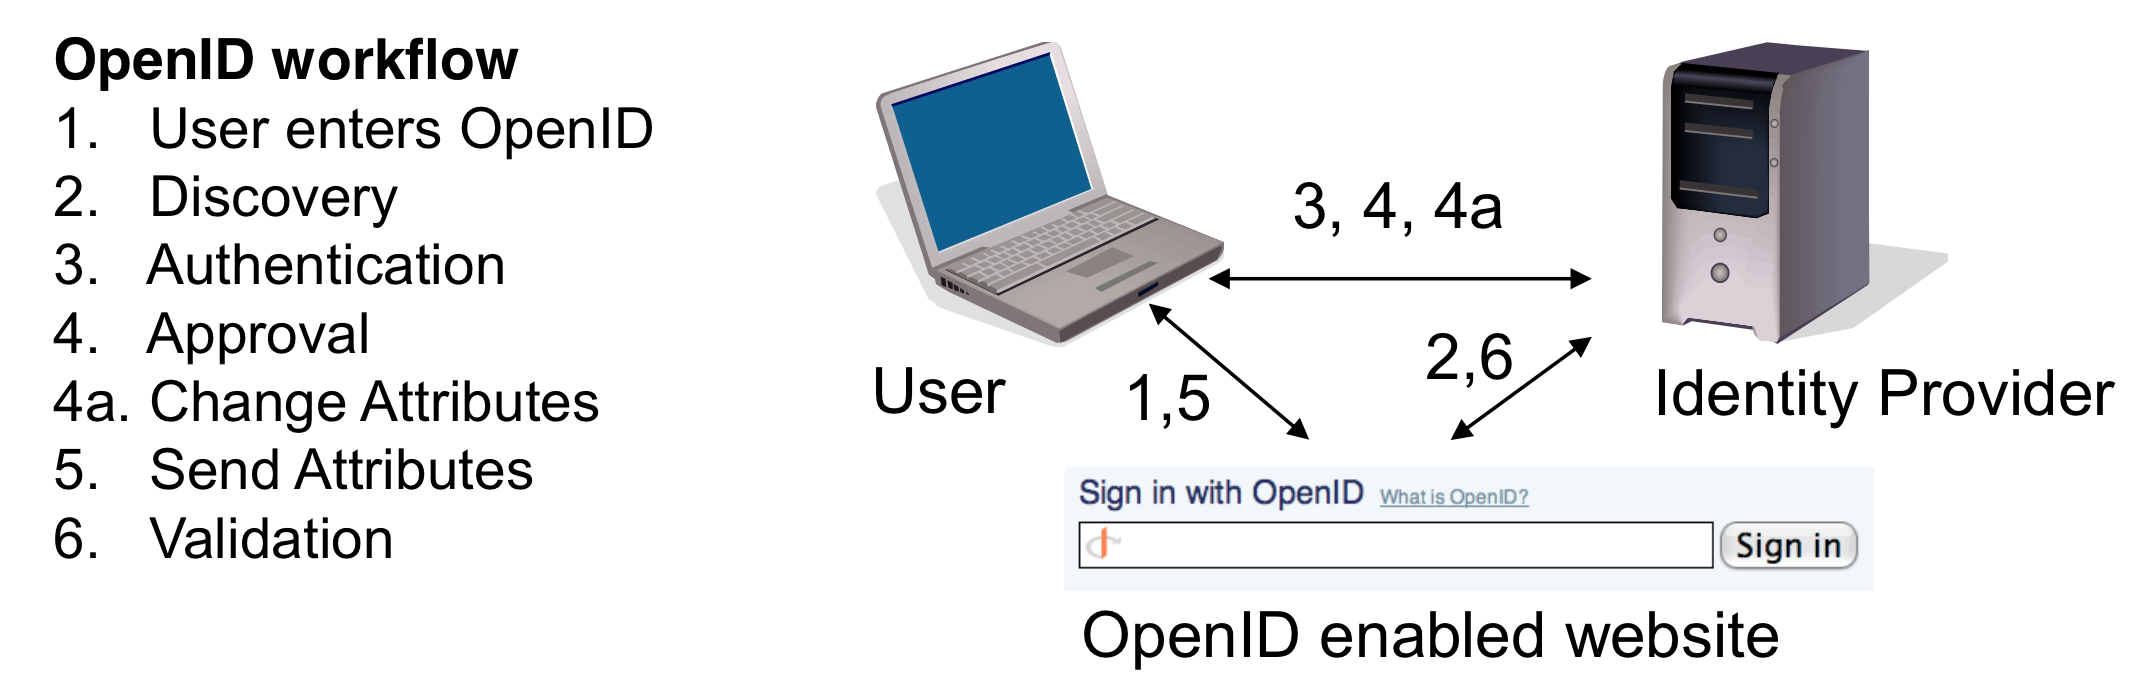 OpenID workflow
1. User enters OpenID
2. Discovery
3. Authentication
4. Approval
4a. Change Attributes
5. Send Attributes
6. Validation
3, 4, 4a
2,6
1,5
User
Identity Provider
Sign in with OpenID What is OpenID?
Sign in
OpenID enabled website